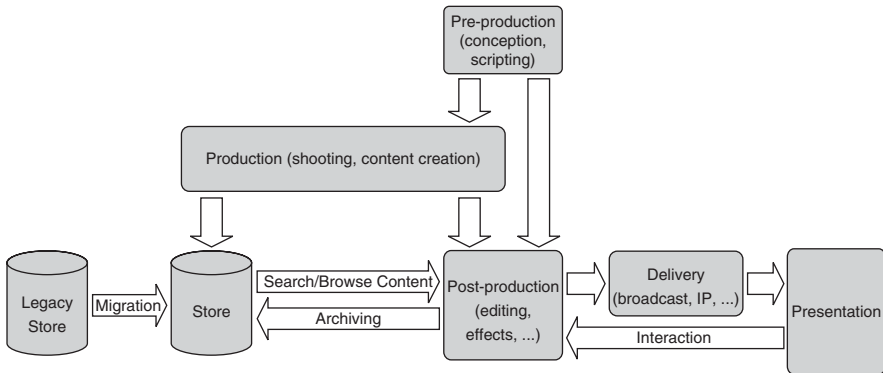 Pre-production
(conception,
scripting)
Production (shooting, content creation)
Legacy
Store
Migration
Store
Search/Browse Content
Archiving
Post-production
(editing,
effects, ...)
Delivery
(broadcast, IP, ...)
Interaction
Presentation